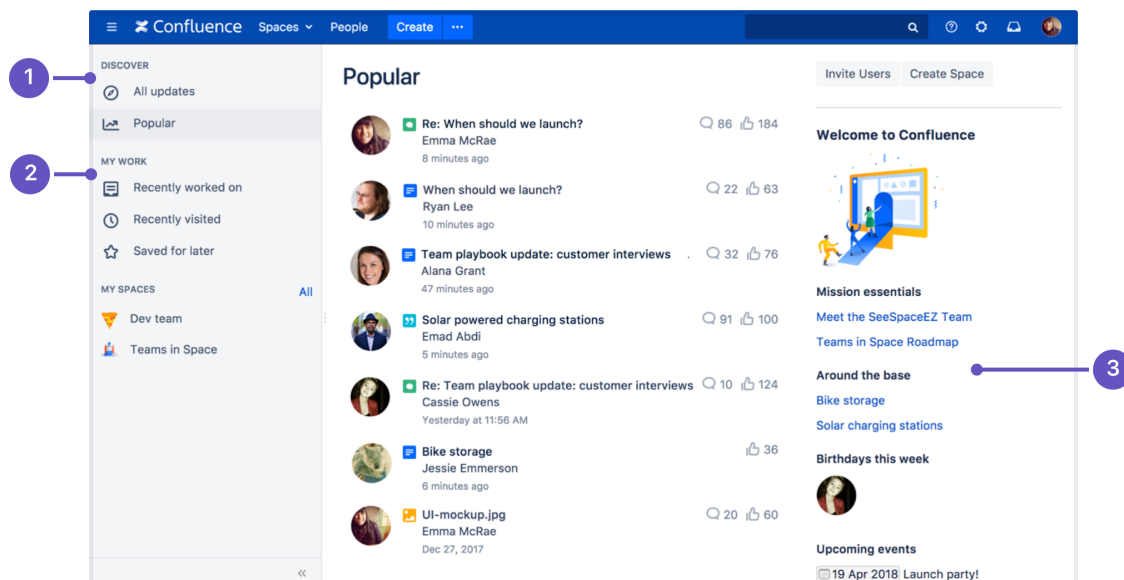 Confluence Spaces People Create ...
1
DISCOVER
All updates
Popular
2
MY WORK
Recently worked on
Recently visited
Saved for later
MY SPACES All
Dev team
Teams in Space
Popular
Re: When should we launch? 86 184
Emma McRae
8 minutes ago
When should we launch? 22 63
Ryan Lee
10 minutes ago
Team playbook update: customer interviews . 32 76
Alana Grant
47 minutes ago
Solar powered charging stations 91 100
Emad Abdi
5 minutes ago
Re: Team playbook update: customer interviews 10 124
Cassie Owens
Yesterday at 11:56 AM
Bike storage 36
Jessie Emmerson
6 minutes ago
UI-mockup.jpg 20 60
Emma McRae
Dec 27, 2017
Invite Users Create Space
Welcome to Confluence
Mission essentials
Meet the SeeSpaceEZ Team
Teams in Space Roadmap
3
Around the base
Bike storage
Solar charging stations
Birthdays this week
Upcoming events
19 Apr 2018 Launch party!